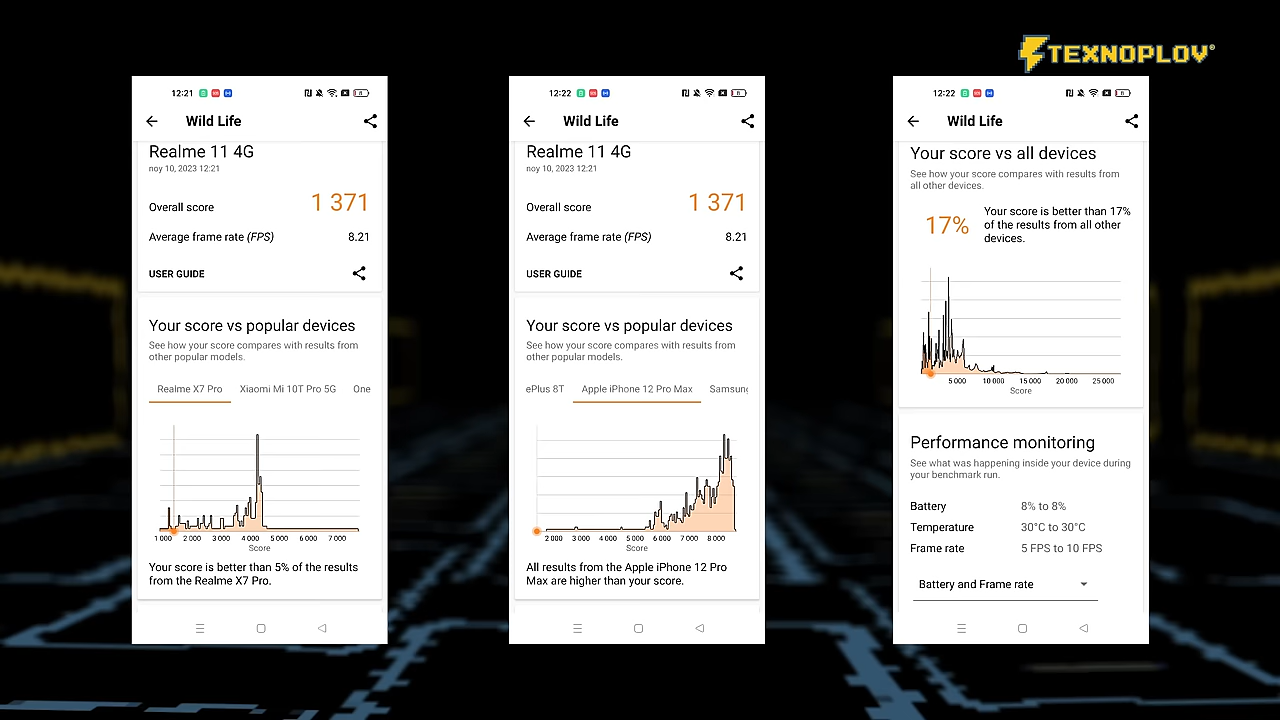 TEXNOPLOV®
12:21
Wild Life
Realme 11 4G
noy 10, 2023 12:21
Overall score
1 371
Average frame rate (FPS)
8.21
USER GUIDE
Your score vs popular devices
See how your score compares with results from
other popular models.
Realme X7 Pro
Xiaomi Mi 10T Pro 5G
One
1 000 2 000 3 000 4 000 5 000 6 000 7 000
Score
Your score is better than 5% of the results
from the Realme X7 Pro.
12:22
Wild Life
Realme 11 4G
noy 10, 2023 12:21
Overall score
1 371
Average frame rate (FPS)
8.21
USER GUIDE
Your score vs popular devices
See how your score compares with results from
other popular models.
ePlus 8T
Apple iPhone 12 Pro Max
Samsung
2 000 3 000 4 000 5 000 6 000 7 000 8 000
Score
All results from the Apple iPhone 12 Pro
Max are higher than your score.
12:22
Wild Life
Your score vs all devices
See how your score compares with results from
all other devices.
17%
Your score is better than 17%
of the results from all other
devices.
5 000 10 000 15 000 20 000 25 000
Score
Performance monitoring
See what was happening inside your device during
your benchmark run.
Battery
8% to 8%
Temperature
30°C to 30°C
Frame rate
5 FPS to 10 FPS
Battery and Frame rate